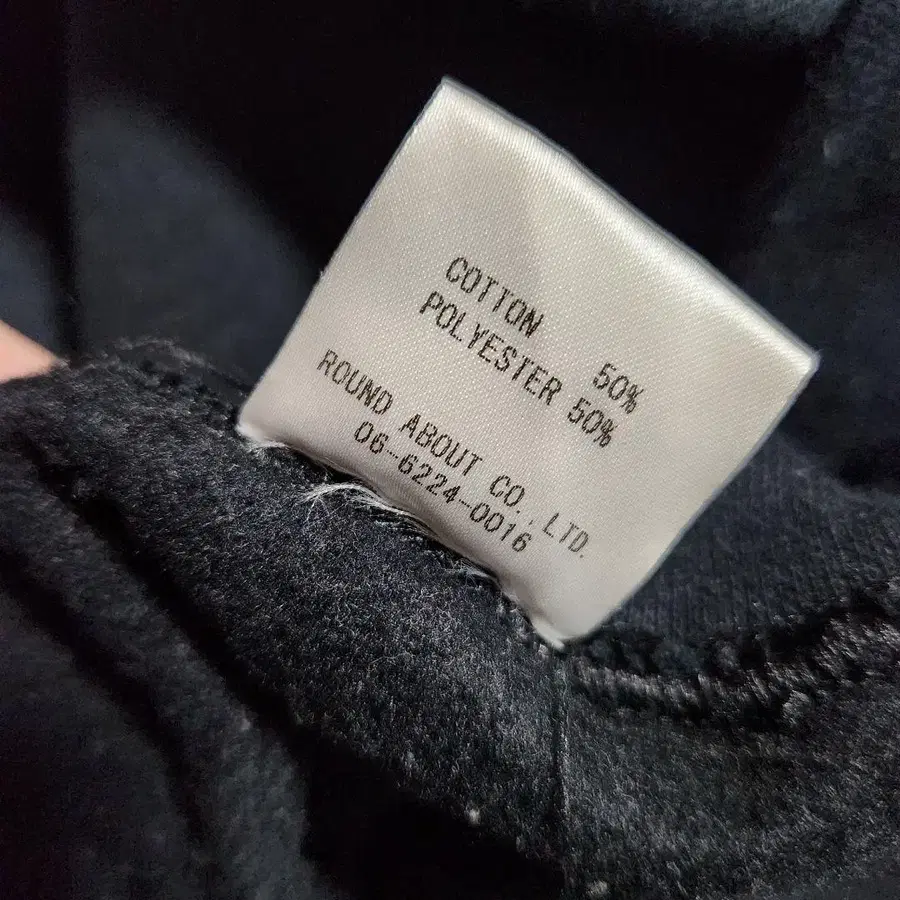 COTTON 50%
POLYESTER 50%
ROUND ABOUT CO., LTD.
06-6224-0016